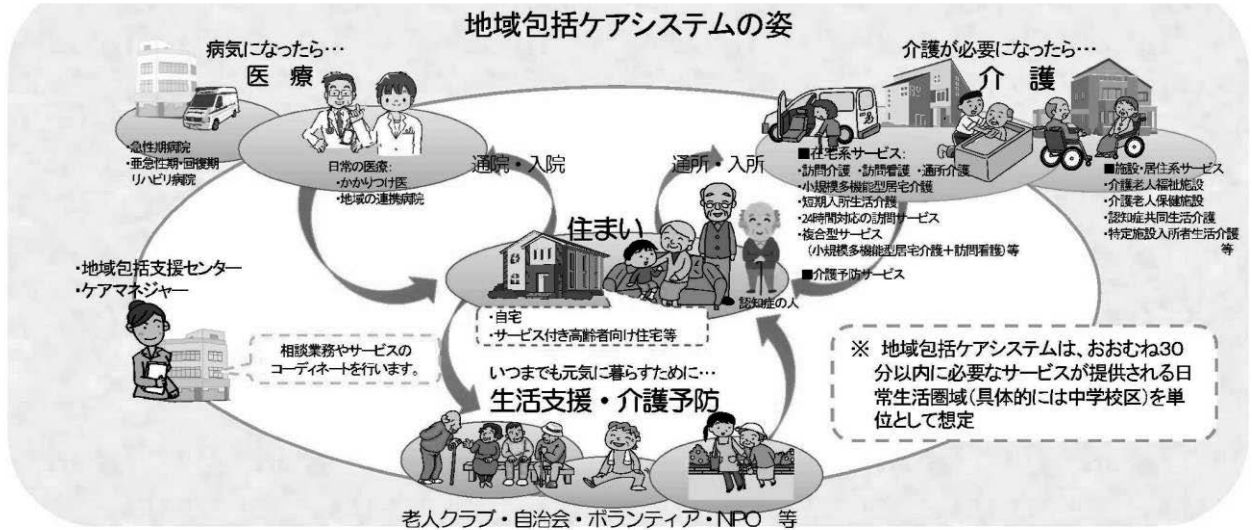 地域包括ケアシステムの姿
病気になったら…
医 療
・急性期病院
・亜急性期・回復期
リハビリ病院
日常の医療:
・かかりつけ医
・地域の連携病院
通院・入院
通所・入所
介護が必要になったら…
介 護
■在宅系サービス:
・訪問介護 ・訪問看護 ・通所介護
・小規模多機能型居宅介護
・短期入所生活介護
・24時間対応の訪問サービス
・複合型サービス
(小規模多機能型居宅介護+訪問看護)等
■介護予防サービス
■施設・居住系サービス
・介護老人福祉施設
・介護老人保健施設
・認知症共同生活介護
・特定施設入所者生活介護
等
住まい
認知症の人
・自宅
・サービス付き高齢者向け住宅等
・地域包括支援センター
・ケアマネジャー
相談業務やサービスの
コーディネートを行います。
いつまでも元気に暮らすために…
生活支援・介護予防
老人クラブ・自治会・ボランティア・NPO 等
※ 地域包括ケアシステムは、おおむね30
分以内に必要なサービスが提供される日
常生活圏域(具体的には中学校区)を単
位として想定